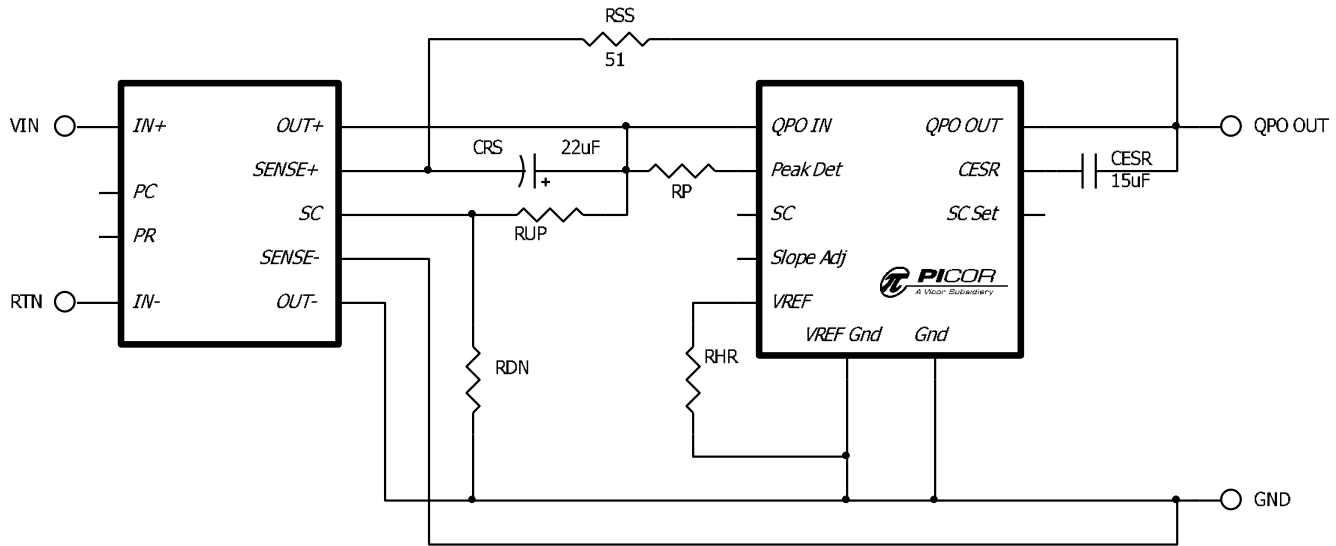 RSS
51
VIN
IN+
OUT+
QPO IN
QPO OUT
QPO OUT
CRS
22uF
+
SENSE+
Peak Det
CESR
CESR
15uF
PC
RP
SC
SC
SC Set
RUP
PR
SENSE-
Slope Adj
PICOR
A Vicor Subsidiary
RTN
IN-
OUT-
VREF
VREF Gnd
Gnd
RDN
RHR
GND